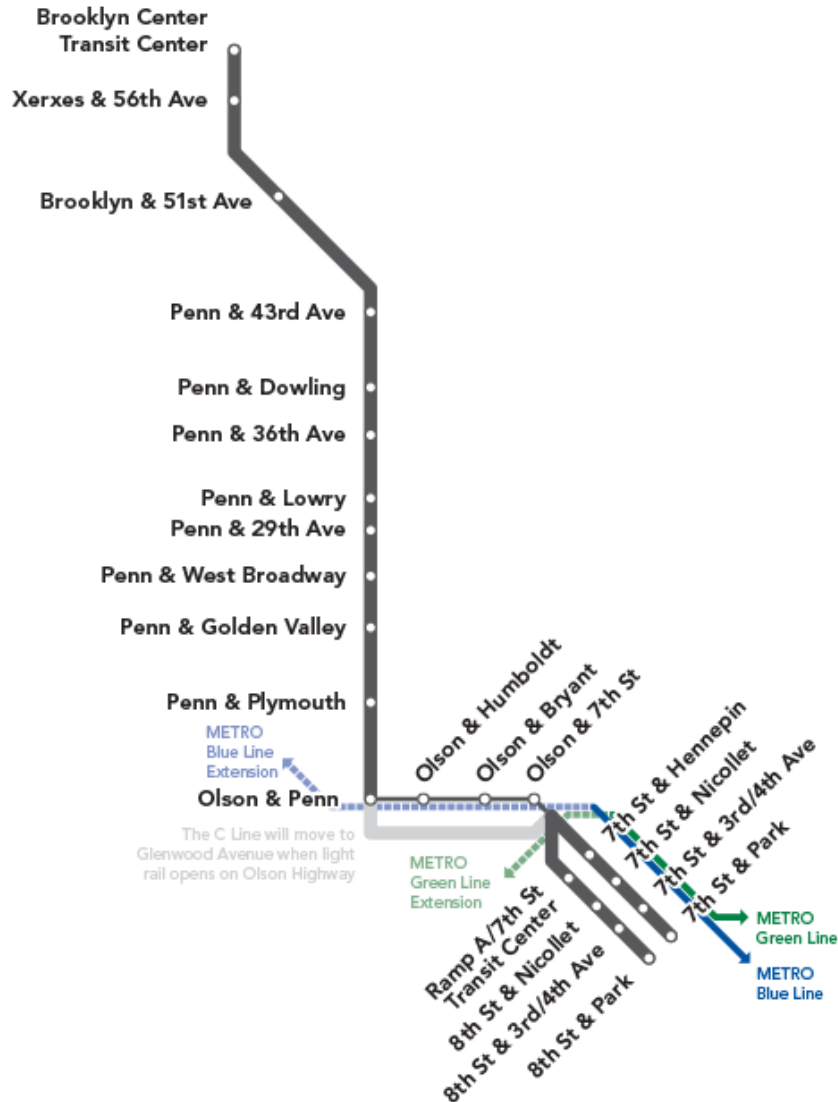 Brooklyn Center
Transit Center
Xerxes & 56th Ave
Brooklyn & 51st Ave
Penn & 43rd Ave
Penn & Dowling
Penn & 36th Ave
Penn & Lowry
Penn & 29th Ave
Penn & West Broadway
Penn & Golden Valley
Penn & Plymouth
METRO
Blue Line
Extension
Olson & Penn
Olson & Humboldt
Olson & Bryant
Olson & 7th St
The C Line will move to
Glenwood Avenue when light
rail opens on Olson Highway
METRO
Green Line
Extension
7th St & Hennepin
7th St & Nicollet
7th St & 3rd/4th Ave
7th St & Park
Ramp A/7th St
Transit Center
8th St & Nicollet
8th St & 3rd/4th Ave
8th St & Park
METRO
Green Line
METRO
Blue Line